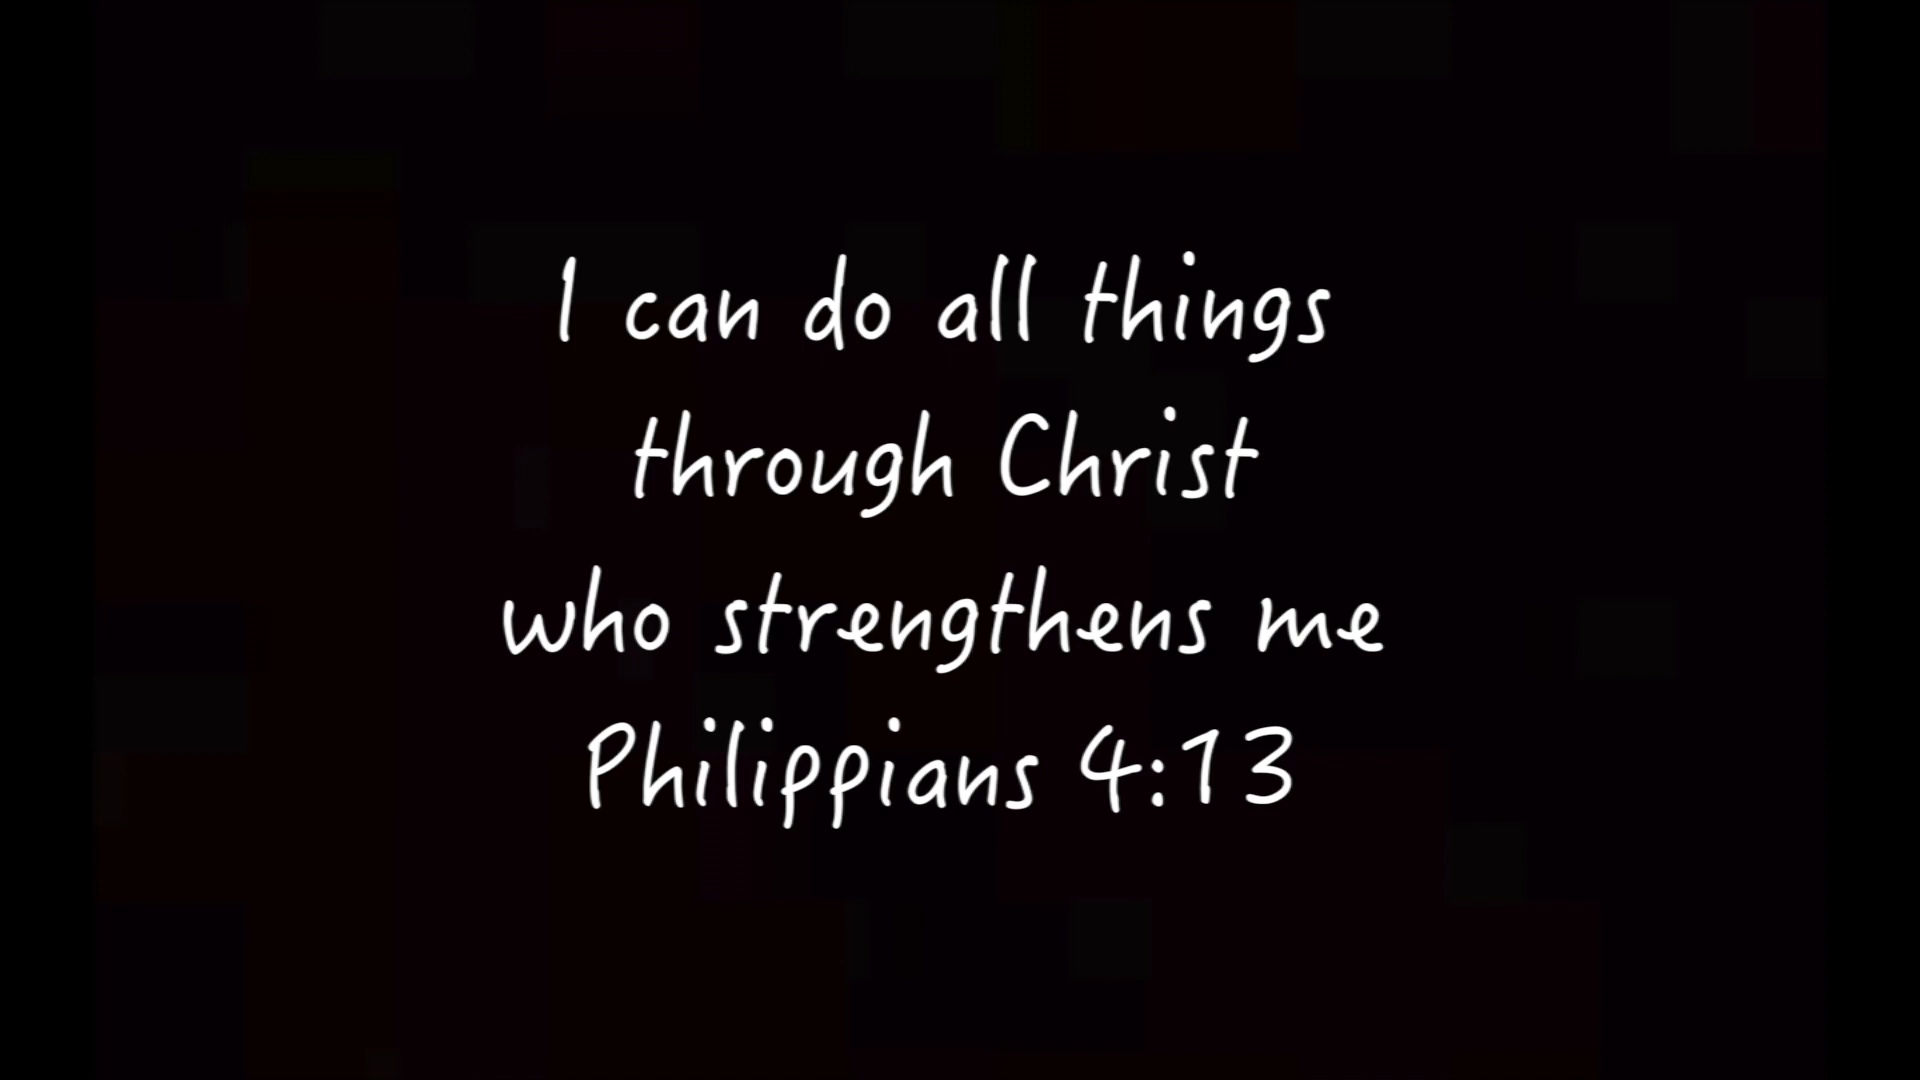 I can do all things
through Christ
who strengthens me
Philippians 4:13